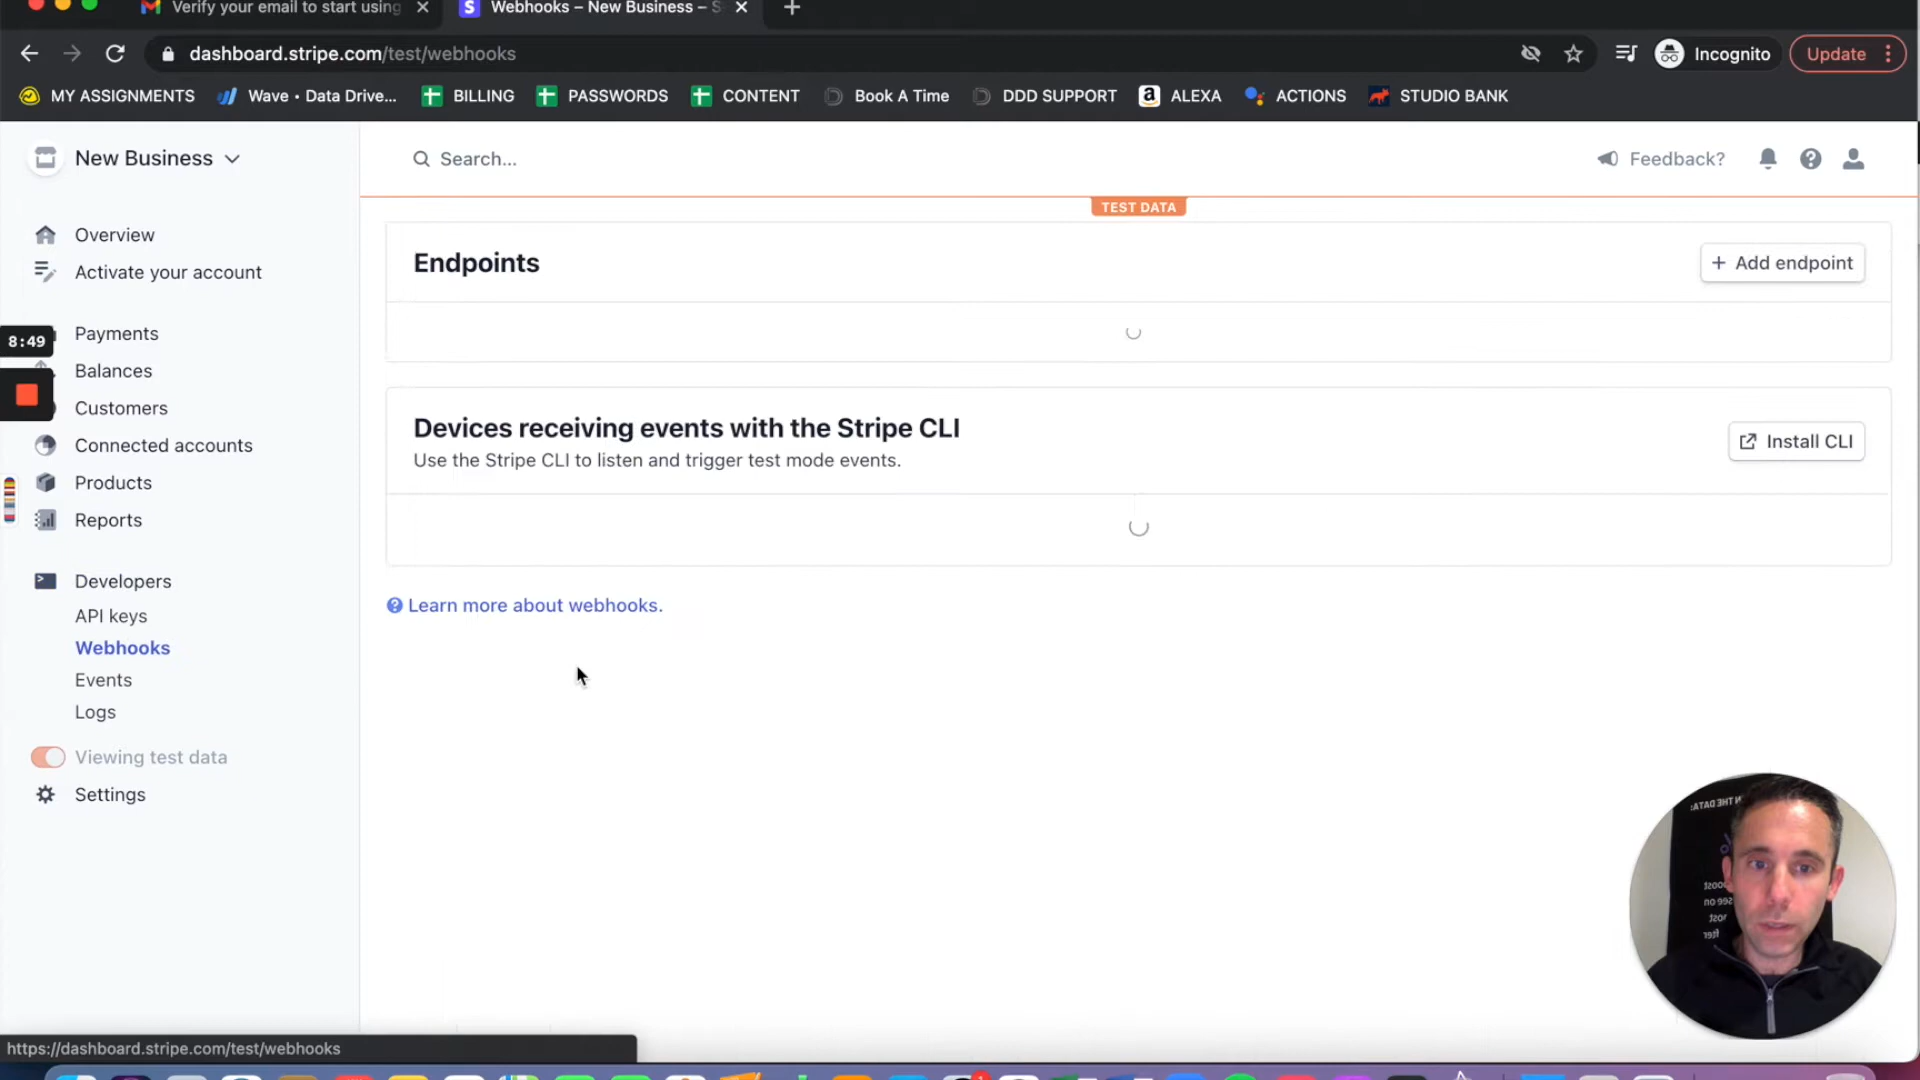 Verify your email to start using
Webhooks – New Business – S
dashboard.stripe.com/test/webhooks
Incognito
Update
MY ASSIGNMENTS
Wave • Data Drive...
BILLING
PASSWORDS
CONTENT
Book A Time
DDD SUPPORT
ALEXA
ACTIONS
STUDIO BANK
New Business
Search...
Feedback?
TEST DATA
Overview
Activate your account
Payments
8:49
Balances
Customers
Connected accounts
Products
Reports
Developers
API keys
Webhooks
Events
Logs
Viewing test data
Settings
Endpoints
+ Add endpoint
Devices receiving events with the Stripe CLI
Use the Stripe CLI to listen and trigger test mode events.
Install CLI
Learn more about webhooks.
https://dashboard.stripe.com/test/webhooks